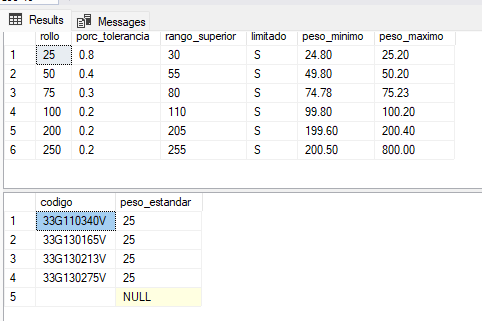 Results Messages
rollo porc_tolerancia rango_superior limitado peso_minimo peso_maximo
1 25 0.8 30 S 24.80 25.20
2 50 0.4 55 S 49.80 50.20
3 75 0.3 80 S 74.78 75.23
4 100 0.2 110 S 99.80 100.20
5 200 0.2 205 S 199.60 200.40
6 250 0.2 255 S 200.50 800.00
codigo peso_estandar
1 33G110340V 25
2 33G130165V 25
3 33G130213V 25
4 33G130275V 25
5 NULL